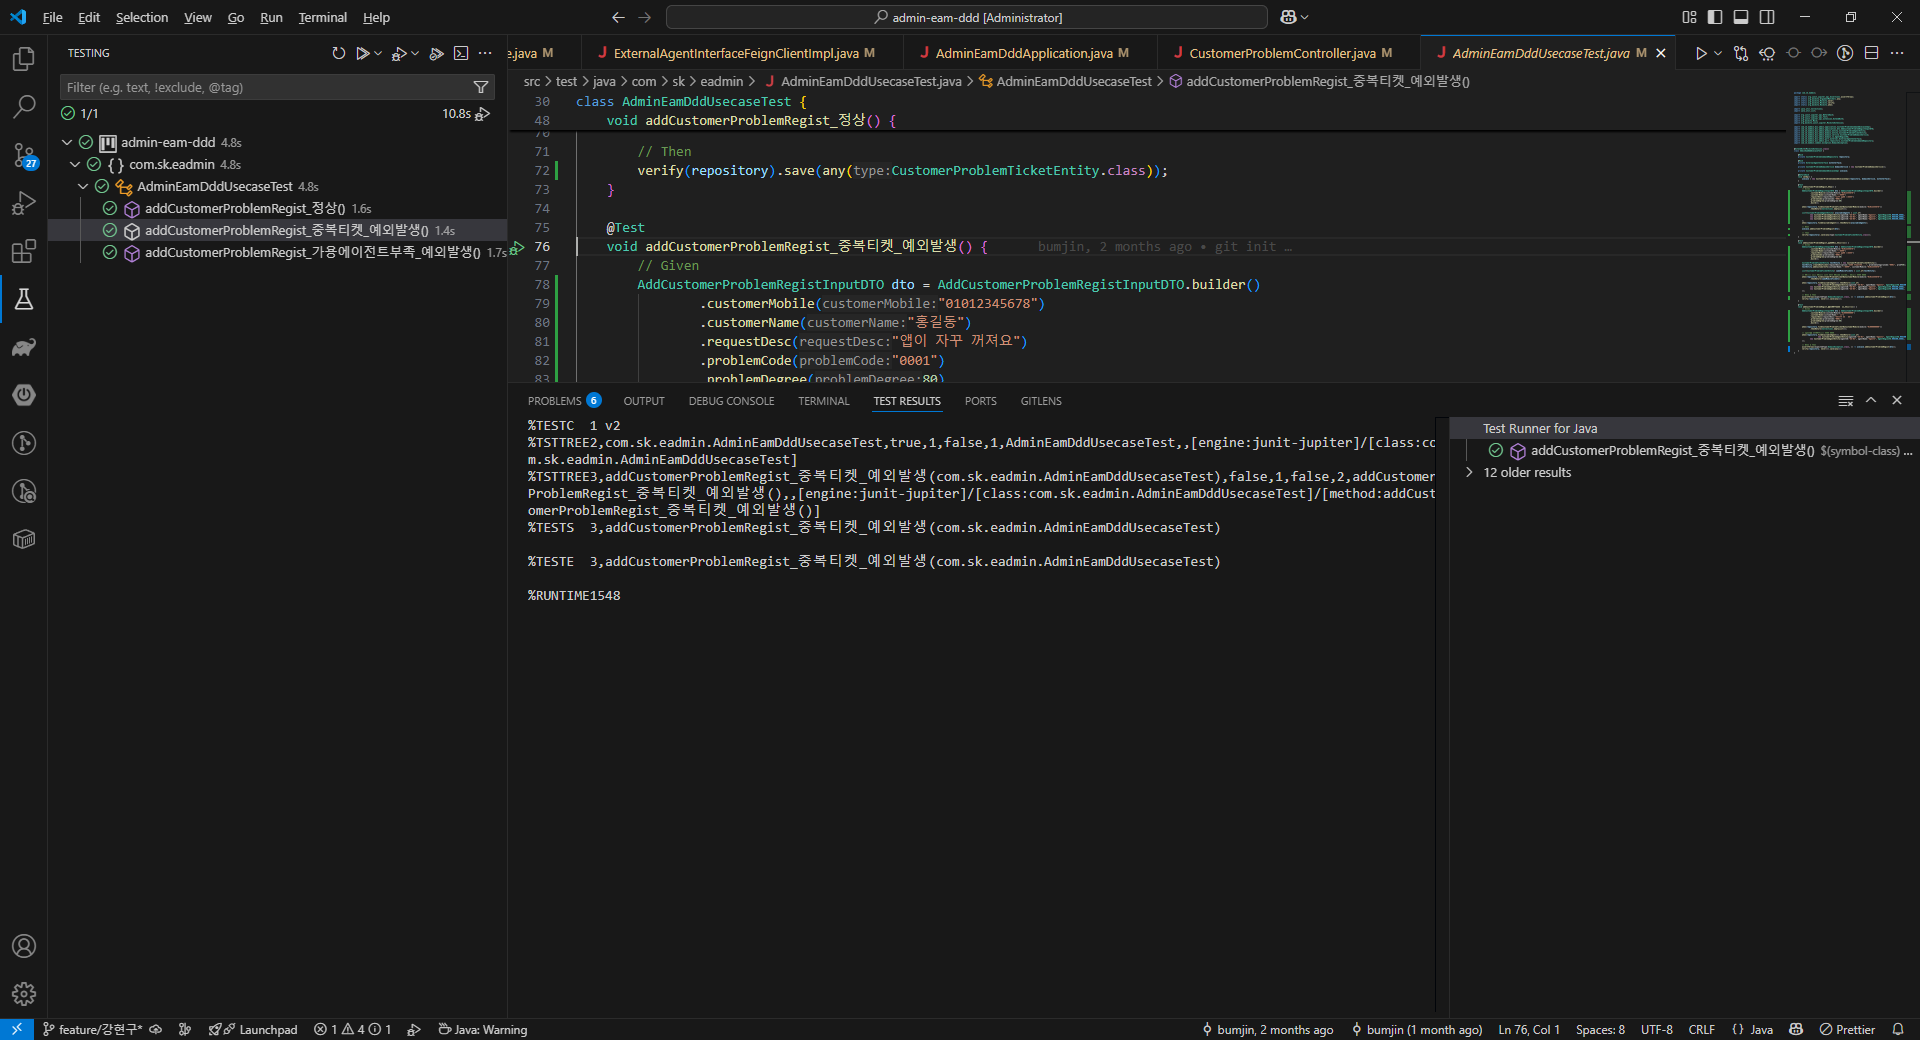 File Edit Selection View Go Run Terminal Help
admin-eam-ddd [Administrator]
TESTING
Filter (e.g. text, !exclude, @tag)
1/1
10.8s
admin-eam-ddd 4.8s
com.sk.eadmin 4.8s
AdminEamDddUsecaseTest 4.8s
addCustomerProblemRegist_정상() 1.6s
addCustomerProblemRegist_중복티켓_예외발생() 1.4s
addCustomerProblemRegist_가용에이전트부족_예외발생() 1.7s
27
e.java M
ExternalAgentInterfaceFeignClientImpl.java M
AdminEamDddApplication.java M
CustomerProblemController.java M
AdminEamDddUsecaseTest.java M
src > test > java > com > sk > eadmin > AdminEamDddUsecaseTest.java > AdminEamDddUsecaseTest > addCustomerProblemRegist_중복티켓_예외발생()
30 class AdminEamDddUsecaseTest {
48 void addCustomerProblemRegist_정상() {
70
71 // Then
72 verify(repository).save(any(type:CustomerProblemTicketEntity.class));
73 }
74
75 @Test
76 void addCustomerProblemRegist_중복티켓_예외발생() { bumjin, 2 months ago • git init …
77 // Given
78 AddCustomerProblemRegistInputDTO dto = AddCustomerProblemRegistInputDTO.builder()
79 .customerMobile(customerMobile:"01012345678")
80 .customerName(customerName:"홍길동")
81 .requestDesc(requestDesc:"앱이 자꾸 꺼져요")
82 .problemCode(problemCode:"0001")
83 .problemDegree(problemDegree:80)
PROBLEMS 6 OUTPUT DEBUG CONSOLE TERMINAL TEST RESULTS PORTS GITLENS
%TESTC 1 v2
%TSTTREE2,com.sk.eadmin.AdminEamDddUsecaseTest,true,1,false,1,AdminEamDddUsecaseTest,,[engine:junit-jupiter]/[class:co
m.sk.eadmin.AdminEamDddUsecaseTest]
%TSTTREE3,addCustomerProblemRegist_중복티켓_예외발생(com.sk.eadmin.AdminEamDddUsecaseTest),false,1,false,2,addCustomer
ProblemRegist_중복티켓_예외발생(),,[engine:junit-jupiter]/[class:com.sk.eadmin.AdminEamDddUsecaseTest]/[method:addCust
omerProblemRegist_중복티켓_예외발생()]
%TESTS 3,addCustomerProblemRegist_중복티켓_예외발생(com.sk.eadmin.AdminEamDddUsecaseTest)
%TESTE 3,addCustomerProblemRegist_중복티켓_예외발생(com.sk.eadmin.AdminEamDddUsecaseTest)
%RUNTIME1548
Test Runner for Java
addCustomerProblemRegist_중복티켓_예외발생() $(symbol-class) ...
12 older results
feature/강현구* Launchpad 1 4 1 Java: Warning
bumjin, 2 months ago bumjin (1 month ago) Ln 76, Col 1 Spaces: 8 UTF-8 CRLF {} Java Prettier